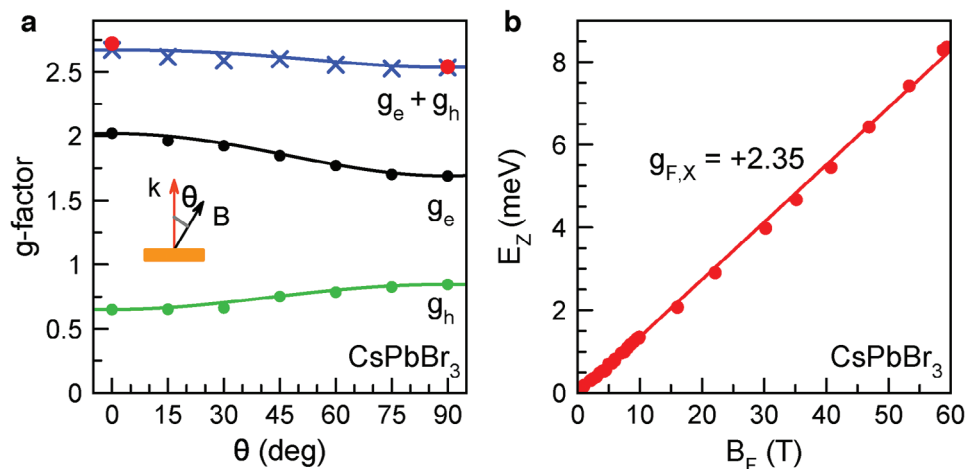 a
g-factor
2.5
2
1.5
1
0.5
0
g_e + g_h
g_e
g_h
k
θ
B
CsPbBr₃
0 15 30 45 60 75 90
θ (deg)
b
E_Z (meV)
8
6
4
2
0
g_F,X = +2.35
CsPbBr₃
0 10 20 30 40 50 60
B_F (T)